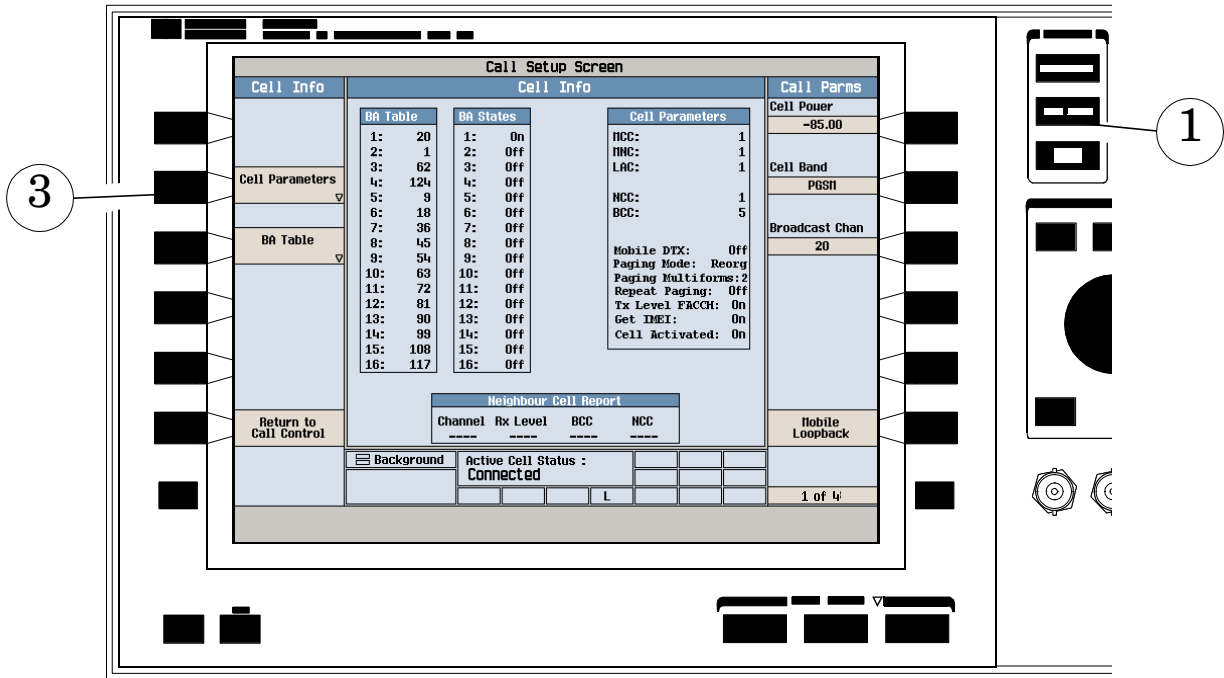 Call Setup Screen
Cell Info
Cell Info
Call Parms
Cell Parameters
BA Table
Return to
Call Control
BA Table
1: 20
2: 1
3: 62
4: 124
5: 9
6: 18
7: 36
8: 45
9: 54
10: 63
11: 72
12: 81
13: 90
14: 99
15: 108
16: 117
BA States
1: On
2: Off
3: Off
4: Off
5: Off
6: Off
7: Off
8: Off
9: Off
10: Off
11: Off
12: Off
13: Off
14: Off
15: Off
16: Off
Cell Parameters
MCC: 1
MNC: 1
LAC: 1
NCC: 1
BCC: 5
Mobile DTX: Off
Paging Mode: Reorg
Paging Multiforms:2
Repeat Paging: Off
Tx Level FACCH: On
Get IMEI: On
Cell Activated: On
Neighbour Cell Report
Channel Rx Level BCC NCC
---- ---- ---- ----
Background
Active Cell Status :
Connected
L
Cell Power
-85.00
Cell Band
PGSM
Broadcast Chan
20
Mobile
Loopback
1 of 4
1
3